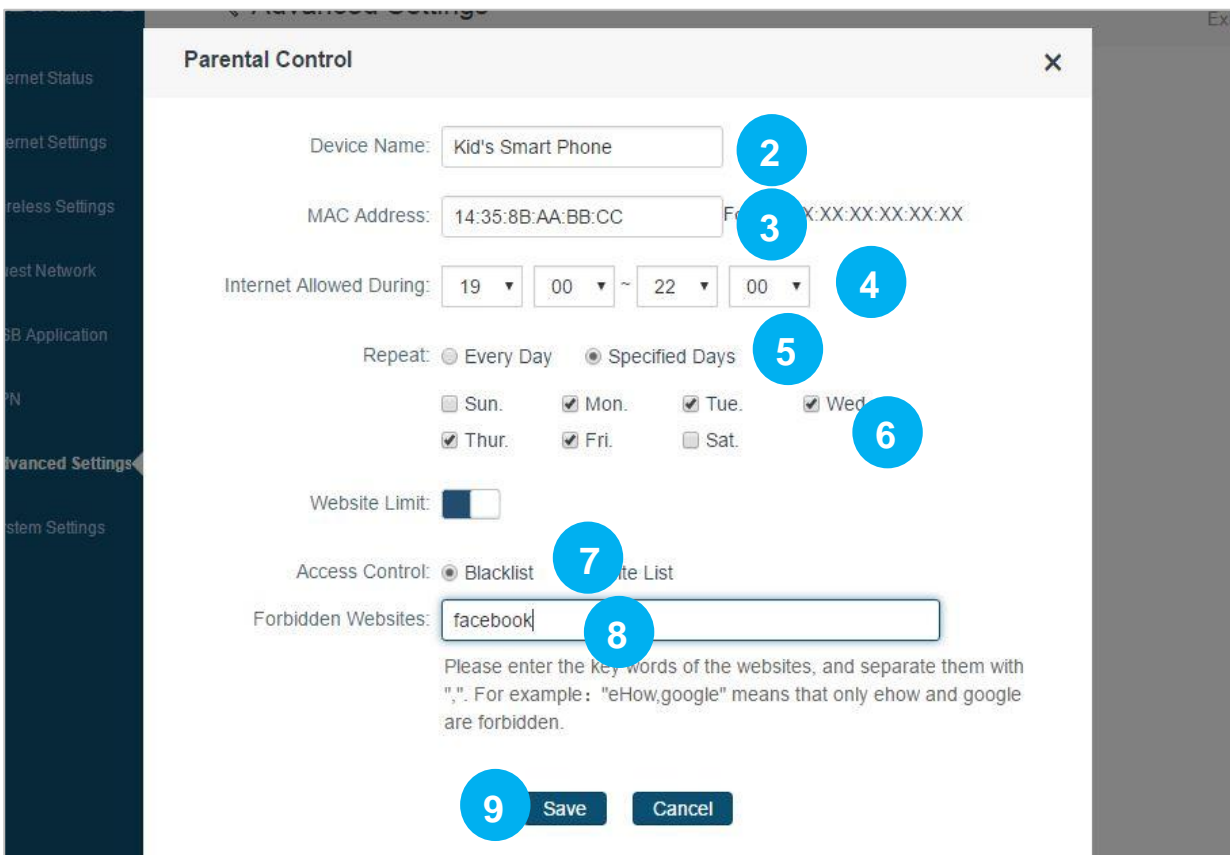 Advanced Settings
Ex
Parental Control
×
ernet Status
Device Name: Kid's Smart Phone 2
ernet Settings
MAC Address: 14:35:8B:AA:BB:CC 3 X:XX:XX:XX:XX:XX
reless Settings
uest Network
Internet Allowed During: 19 00 ~ 22 00 4
SB Application
Repeat: Every Day Specified Days 5
PN
Sun. Mon. Tue. Wed 6
Thur. Fri. Sat.
dvanced Settings
Website Limit:
stem Settings
Access Control: Blacklist 7 ite List
Forbidden Websites: facebook 8
Please enter the key words of the websites, and separate them with
",". For example："eHow,google" means that only ehow and google
are forbidden.
9 Save Cancel